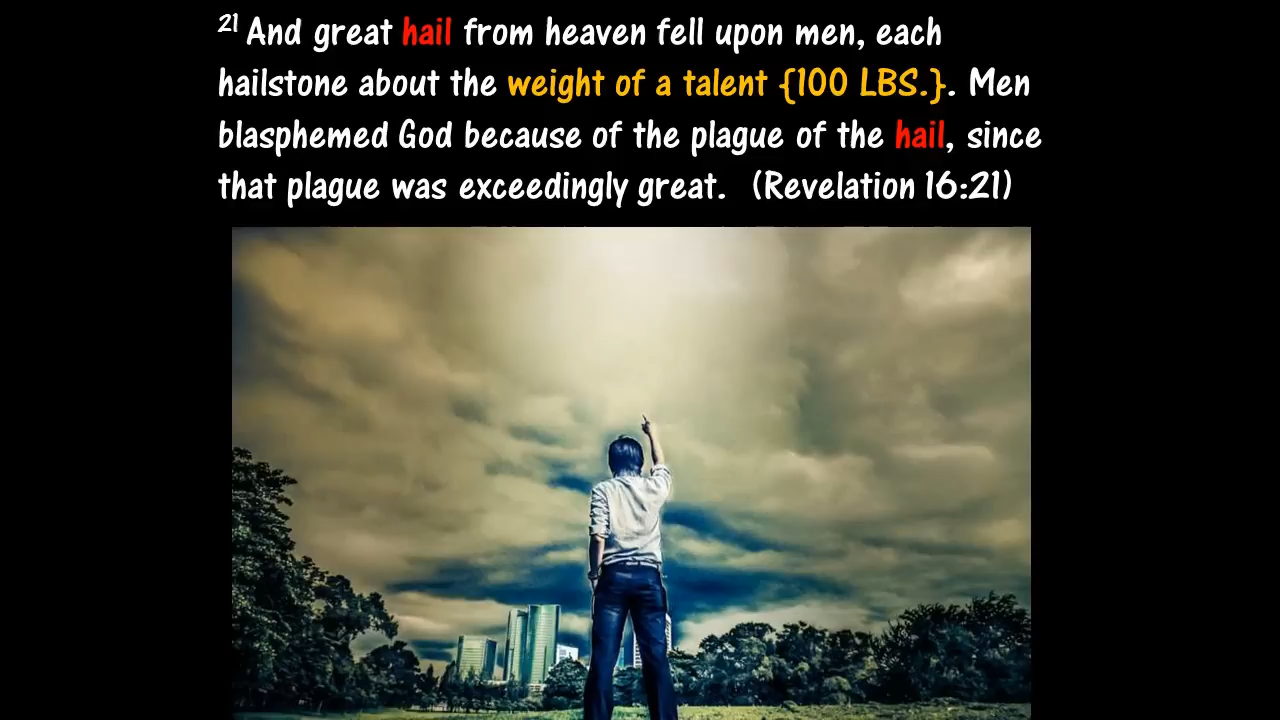 21 And great hail from heaven fell upon men, each
hailstone about the weight of a talent {100 LBS.}. Men
blasphemed God because of the plague of the hail, since
that plague was exceedingly great. (Revelation 16:21)